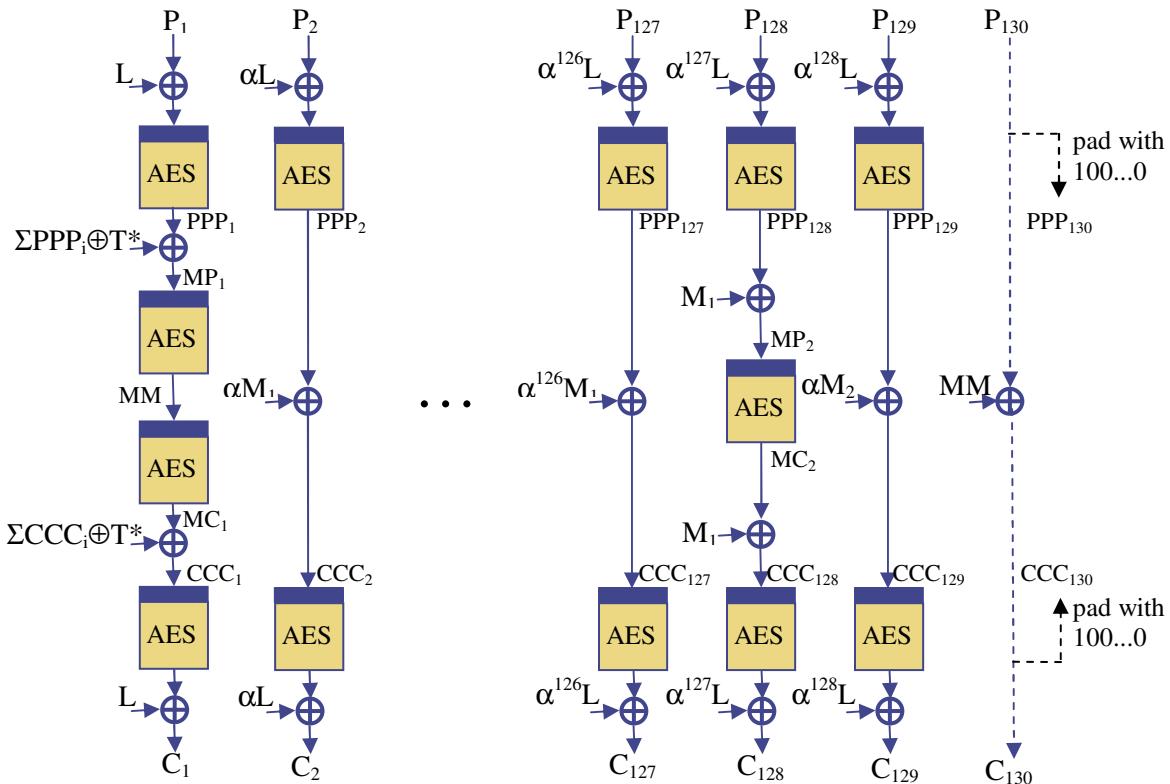 P₁ P₂ P₁₂₇ P₁₂₈ P₁₂₉ P₁₃₀
L αL α¹²⁶L α¹²⁷L α¹²⁸L
pad with
100...0
AES AES AES AES AES
PPP₁ PPP₂ PPP₁₂₇ PPP₁₂₈ PPP₁₂₉ PPP₁₃₀
ΣPPPᵢ⊕T*
MP₁
M₁
AES
MP₂
MM αM₁ . . . α¹²⁶M₁ AES αM₂ MM
AES
MC₂
MC₁
ΣCCCᵢ⊕T* M₁
CCC₁ CCC₂ CCC₁₂₇ CCC₁₂₈ CCC₁₂₉ CCC₁₃₀
pad with
100...0
AES AES AES AES AES
L αL α¹²⁶L α¹²⁷L α¹²⁸L
C₁ C₂ C₁₂₇ C₁₂₈ C₁₂₉ C₁₃₀